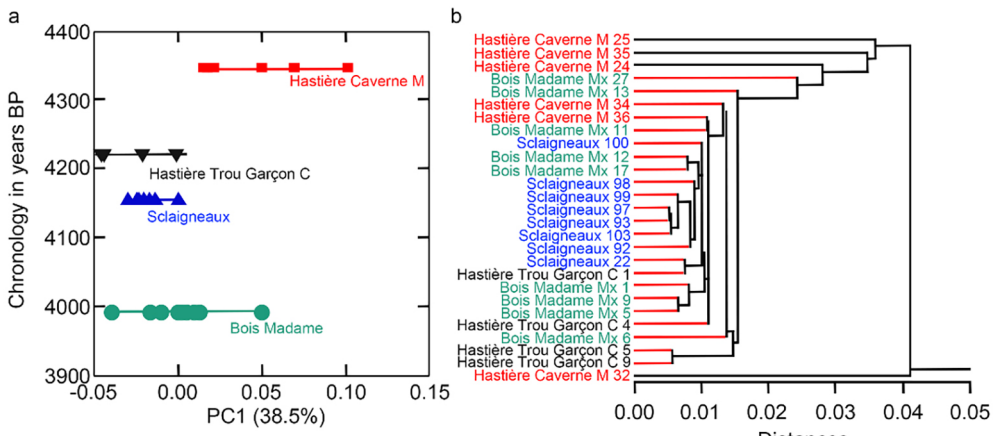 a
4400
4300
4200
4100
4000
3900
Chronology in years BP
Hastière Caverne M
Hastière Trou Garçon C
Sclaigneaux
Bois Madame
-0.05
0.00
0.05
0.10
0.15
PC1 (38.5%)
b
Hastière Caverne M 25
Hastière Caverne M 35
Hastière Caverne M 24
Bois Madame Mx 27
Bois Madame Mx 13
Hastière Caverne M 34
Hastière Caverne M 36
Bois Madame Mx 11
Sclaigneaux 100
Bois Madame Mx 12
Bois Madame Mx 17
Sclaigneaux 98
Sclaigneaux 99
Sclaigneaux 97
Sclaigneaux 93
Sclaigneaux 103
Sclaigneaux 92
Sclaigneaux 22
Hastière Trou Garçon C 1
Bois Madame Mx 1
Bois Madame Mx 9
Bois Madame Mx 5
Hastière Trou Garçon C 4
Bois Madame Mx 6
Hastière Trou Garçon C 5
Hastière Trou Garçon C 9
Hastière Caverne M 32
0.00
0.01
0.02
0.03
0.04
0.05